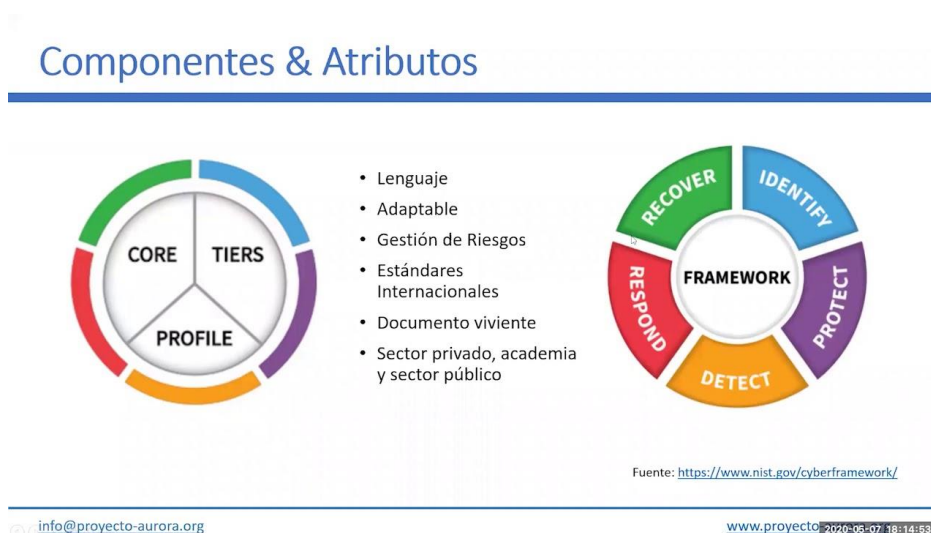 Componentes & Atributos
CORE
TIERS
PROFILE
• Lenguaje
• Adaptable
• Gestión de Riesgos
• Estándares
Internacionales
• Documento viviente
• Sector privado, academia
y sector público
RECOVER
IDENTIFY
RESPOND
FRAMEWORK
PROTECT
DETECT
Fuente: https://www.nist.gov/cyberframework/
info@proyecto-aurora.org
www.proyecto-
2020-05-07 18:14:53